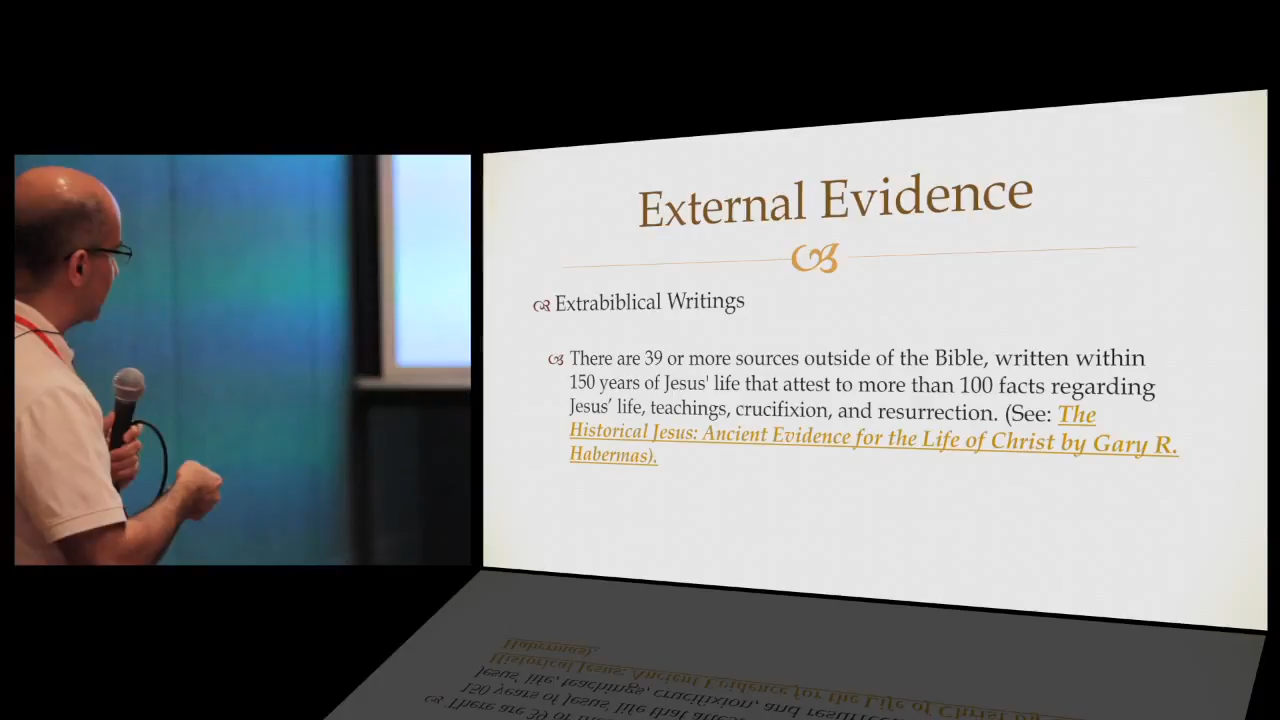 External Evidence
Extrabiblical Writings
There are 39 or more sources outside of the Bible, written within
150 years of Jesus' life that attest to more than 100 facts regarding
Jesus' life, teachings, crucifixion, and resurrection. (See: The
Historical Jesus: Ancient Evidence for the Life of Christ by Gary R.
Habermas).